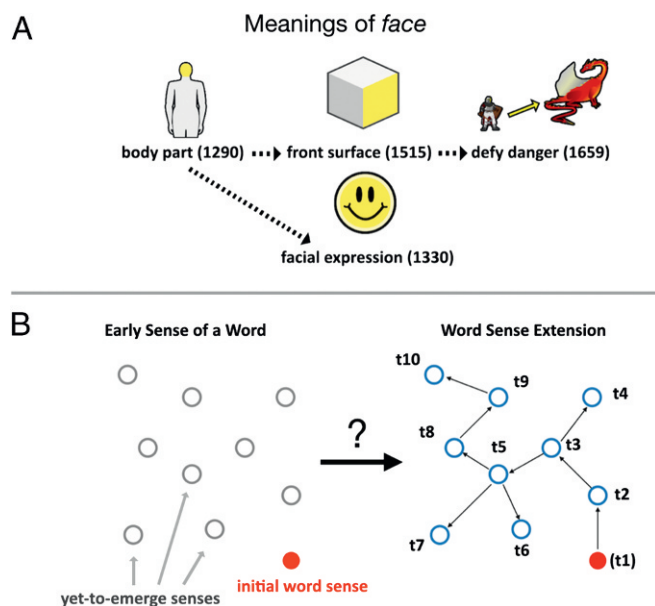 A
Meanings of face
body part (1290)
front surface (1515)
defy danger (1659)
facial expression (1330)
B
Early Sense of a Word
Word Sense Extension
?
t10
t9
t4
t8
t5
t3
t2
t7
t6
(t1)
initial word sense
yet-to-emerge senses